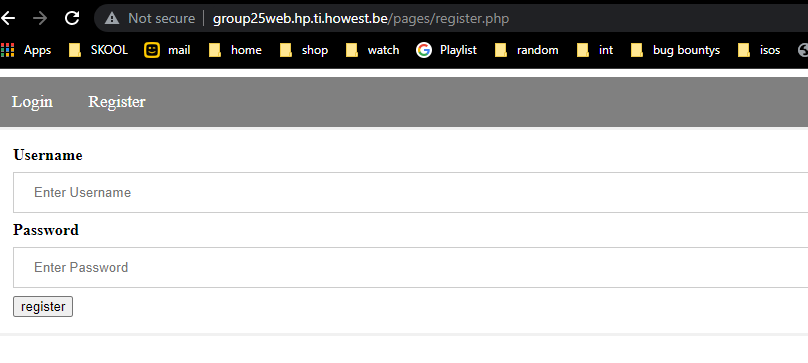 Not secure group25web.hp.ti.howest.be/pages/register.php
Apps SKOOL mail home shop watch Playlist random int bug bountys isos
Login Register
Username
Enter Username
Password
Enter Password
register